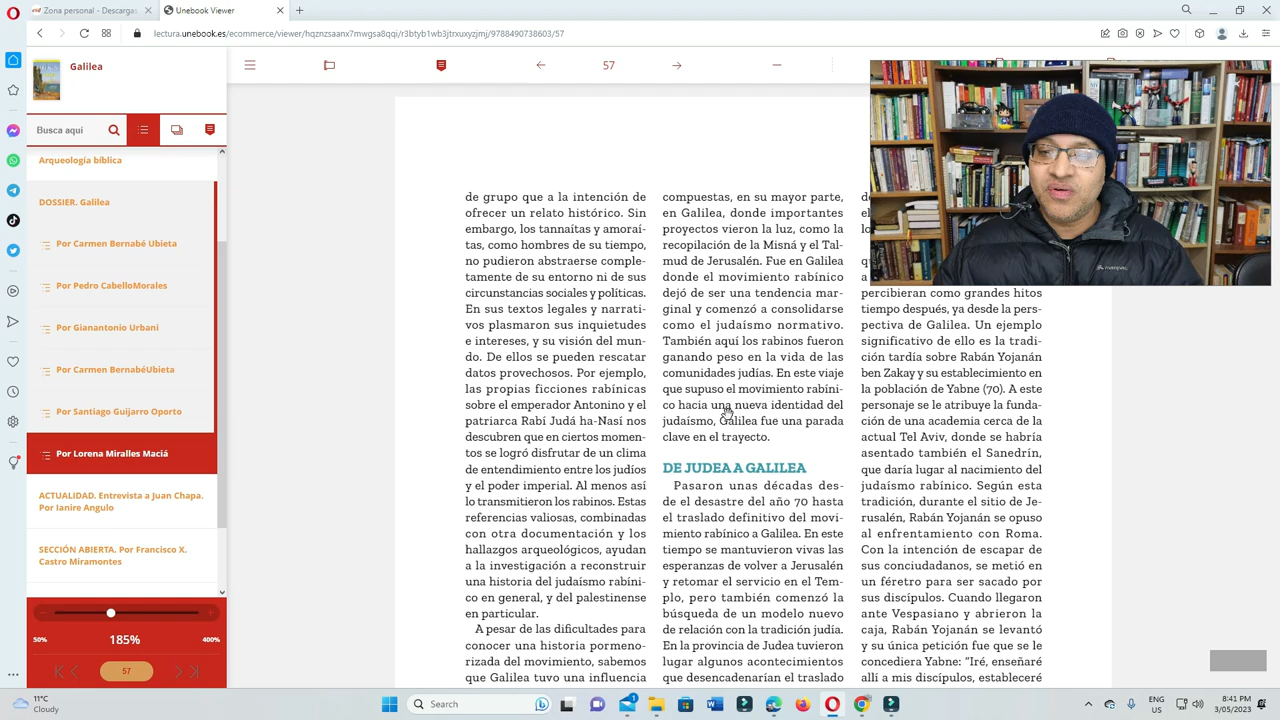 Zona personal - Descargas
Unebook Viewer
lectura.unebook.es/ecommerce/viewer/hqznzsaanx7mwgsa8qqi/r3btyb1wb3jtrxuxyzjmj/9788490738603/57
Galilea
57
Busca aquí
Arqueología bíblica
DOSSIER. Galilea
Por Carmen Bernabé Ubieta
Por Pedro CabelloMorales
Por Gianantonio Urbani
Por Carmen BernabéUbieta
Por Santiago Guijarro Oporto
Por Lorena Miralles Maciá
ACTUALIDAD. Entrevista a Juan Chapa.
Por Ianire Angulo
SECCIÓN ABIERTA. Por Francisco X.
Castro Miramontes
50%
185%
400%
57
de grupo que a la intención de
ofrecer un relato histórico. Sin
embargo, los tannaítas y amoraí-
tas, como hombres de su tiempo,
no pudieron abstraerse comple-
tamente de su entorno ni de sus
circunstancias sociales y políticas.
En sus textos legales y narrati-
vos plasmaron sus inquietudes
e intereses, y su visión del mun-
do. De ellos se pueden rescatar
datos provechosos. Por ejemplo,
las propias ficciones rabínicas
sobre el emperador Antonino y el
patriarca Rabí Judá ha-Nasí nos
descubren que en ciertos momen-
tos se logró disfrutar de un clima
de entendimiento entre los judíos
y el poder imperial. Al menos así
lo transmitieron los rabinos. Estas
referencias valiosas, combinadas
con otra documentación y los
hallazgos arqueológicos, ayudan
a la investigación a reconstruir
una historia del judaísmo rabíni-
co en general, y del palestinense
en particular.
A pesar de las dificultades para
conocer una historia pormeno-
rizada del movimiento, sabemos
que Galilea tuvo una influencia
compuestas, en su mayor parte,
en Galilea, donde importantes
proyectos vieron la luz, como la
recopilación de la Misná y el Tal-
mud de Jerusalén. Fue en Galilea
donde el movimiento rabínico
dejó de ser una tendencia mar-
ginal y comenzó a consolidarse
como el judaísmo normativo.
También aquí los rabinos fueron
ganando peso en la vida de las
comunidades judías. En este viaje
que supuso el movimiento rabíni-
co hacia una nueva identidad del
judaísmo, Galilea fue una parada
clave en el trayecto.
DE JUDEA A GALILEA
Pasaron unas décadas des-
de el desastre del año 70 hasta
el traslado definitivo del movi-
miento rabínico a Galilea. En este
tiempo se mantuvieron vivas las
esperanzas de volver a Jerusalén
y retomar el servicio en el Tem-
plo, pero también comenzó la
búsqueda de un modelo nuevo
de relación con la tradición judía.
En la provincia de Judea tuvieron
lugar algunos acontecimientos
que desencadenarían el traslado
percibieran como grandes hitos
tiempo después, ya desde la pers-
pectiva de Galilea. Un ejemplo
significativo de ello es la tradi-
ción tardía sobre Rabán Yojanán
ben Zakay y su establecimiento en
la población de Yabne (70). A este
personaje se le atribuye la funda-
ción de una academia cerca de la
actual Tel Aviv, donde se habría
asentado también el Sanedrín,
que daría lugar al nacimiento del
judaísmo rabínico. Según esta
tradición, durante el sitio de Je-
rusalén, Rabán Yojanán se opuso
al enfrentamiento con Roma.
Con la intención de escapar de
sus conciudadanos, se metió en
un féretro para ser sacado por
sus discípulos. Cuando llegaron
ante Vespasiano y abrieron la
caja, Rabán Yojanán se levantó
y su única petición fue que se le
concediera Yabne: "Iré, enseñaré
allí a mis discípulos, estableceré
11°C
Cloudy
Search
ENG
US
8:41 PM
3/05/2023